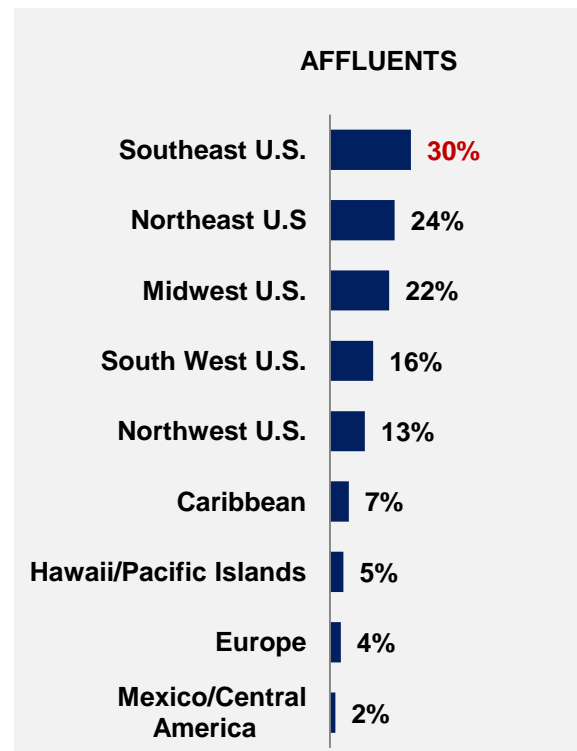 AFFLUENTS
Southeast U.S. 30%
Northeast U.S 24%
Midwest U.S. 22%
South West U.S. 16%
Northwest U.S. 13%
Caribbean 7%
Hawaii/Pacific Islands 5%
Europe 4%
Mexico/Central
America 2%